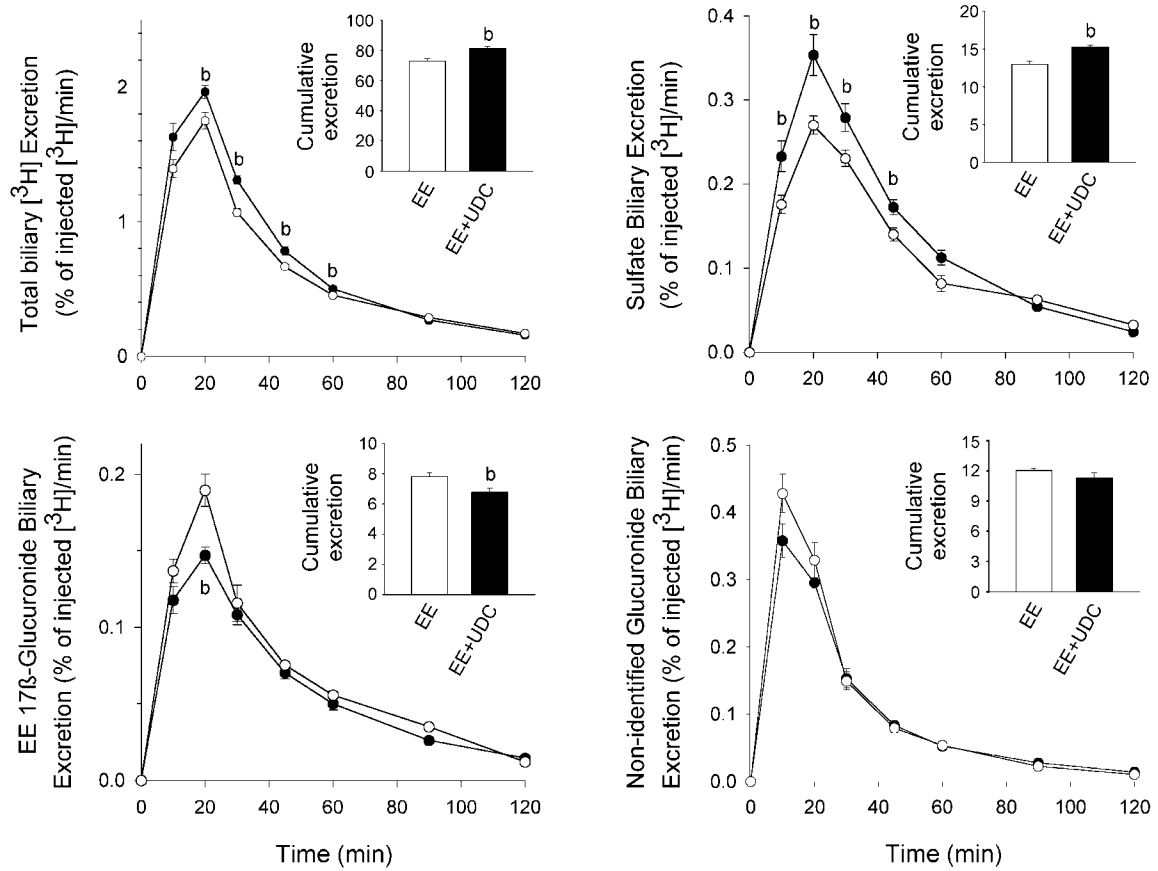 Total biliary [³H] Excretion
(% of injected [³H]/min)
2
1
0
0 20 40 60 80 100 120
b
b
b
b
Cumulative
excretion
100
80
60
40
20
0
b
EE
EE+UDC
Sulfate Biliary Excretion
(% of injected [³H]/min)
0.4
0.3
0.2
0.1
0.0
0 20 40 60 80 100 120
b
b
b
b
Cumulative
excretion
20
15
10
5
0
b
EE
EE+UDC
EE 17ß-Glucuronide Biliary
Excretion (% of injected [³H]/min)
0.2
0.1
0.0
0 20 40 60 80 100 120
Time (min)
b
Cumulative
excretion
10
8
6
4
2
0
b
EE
EE+UDC
Non-identified Glucuronide Biliary
Excretion (% of injected [³H]/min)
0.5
0.4
0.3
0.2
0.1
0.0
0 20 40 60 80 100 120
Time (min)
Cumulative
excretion
15
12
9
6
3
0
EE
EE+UDC